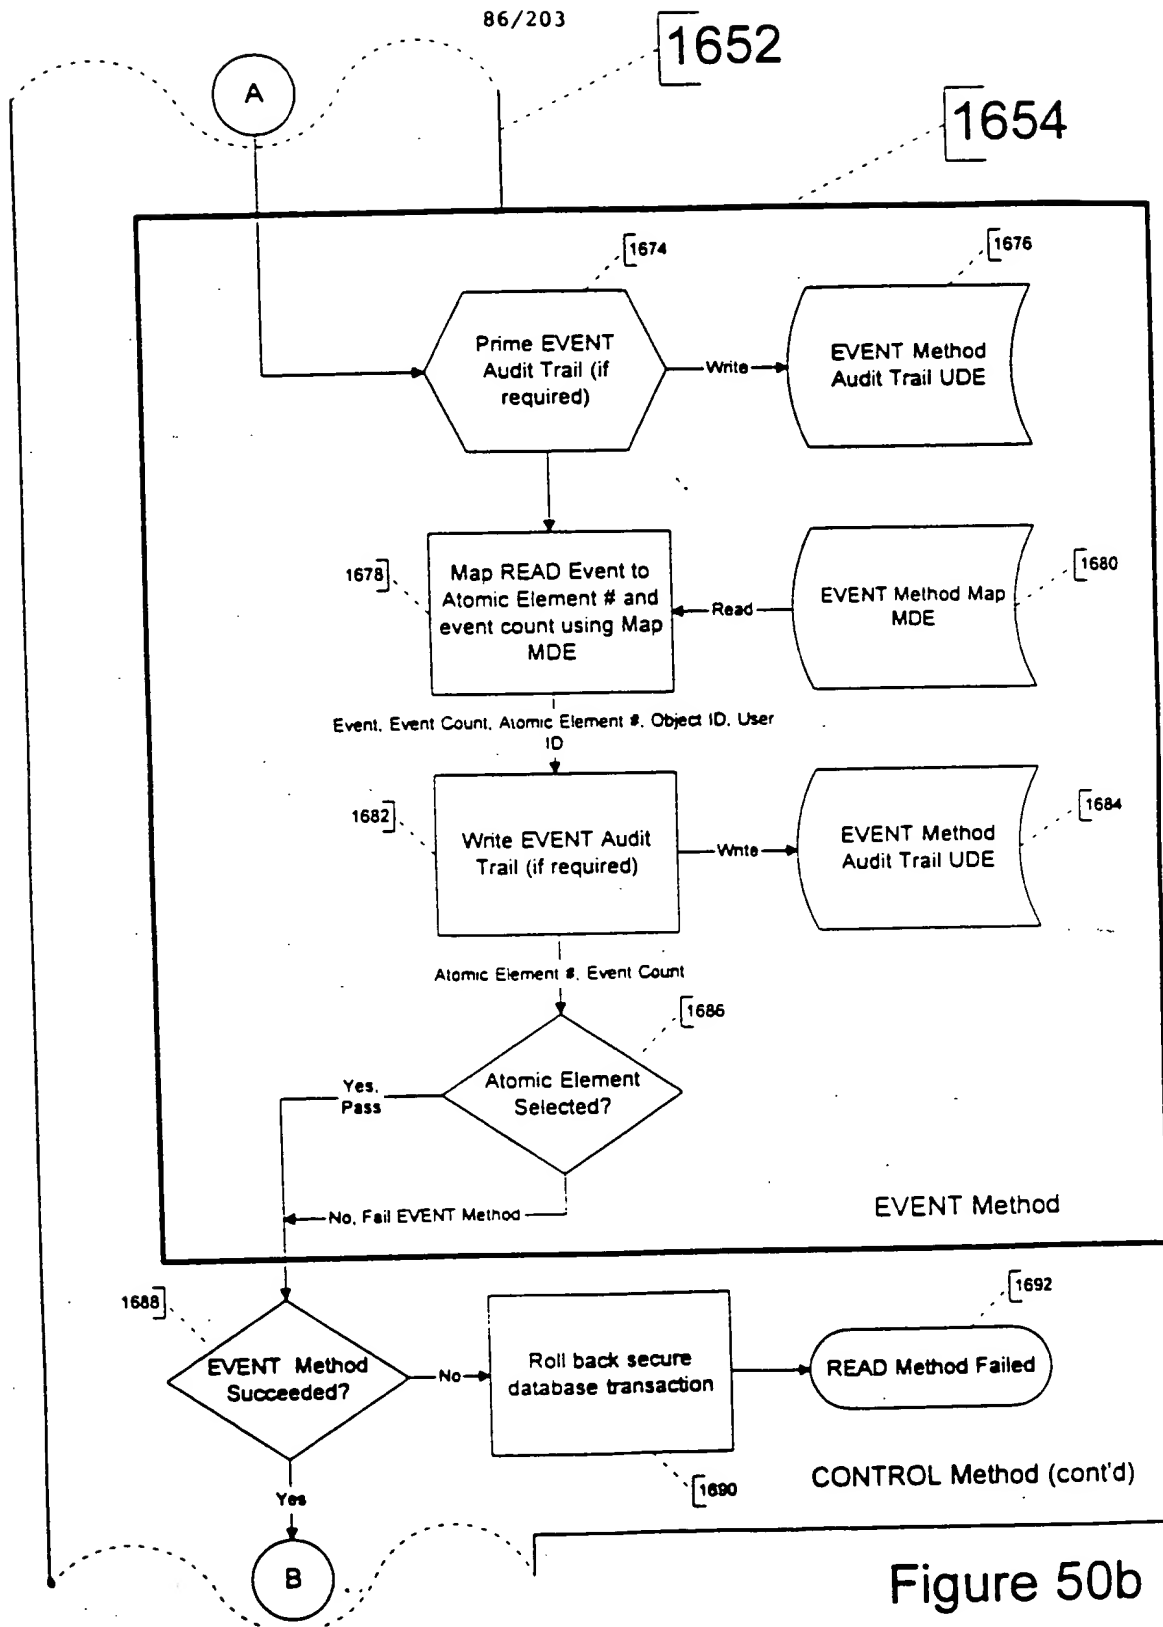 86/203
1652
A
1654
1674
1676
Prime EVENT
Audit Trail (if
required)
Write
EVENT Method
Audit Trail UDE
1678
Map READ Event to
Atomic Element # and
event count using Map
MDE
Read
EVENT Method Map
MDE
1680
Event, Event Count, Atomic Element #, Object ID, User
ID
1682
Write EVENT Audit
Trail (if required)
Write
EVENT Method
Audit Trail UDE
1684
Atomic Element #, Event Count
1686
Atomic Element
Selected?
Yes,
Pass
No, Fail EVENT Method
EVENT Method
1688
EVENT Method
Succeeded?
No
Roll back secure
database transaction
1690
READ Method Failed
1692
CONTROL Method (cont'd)
Yes
B
Figure 50b